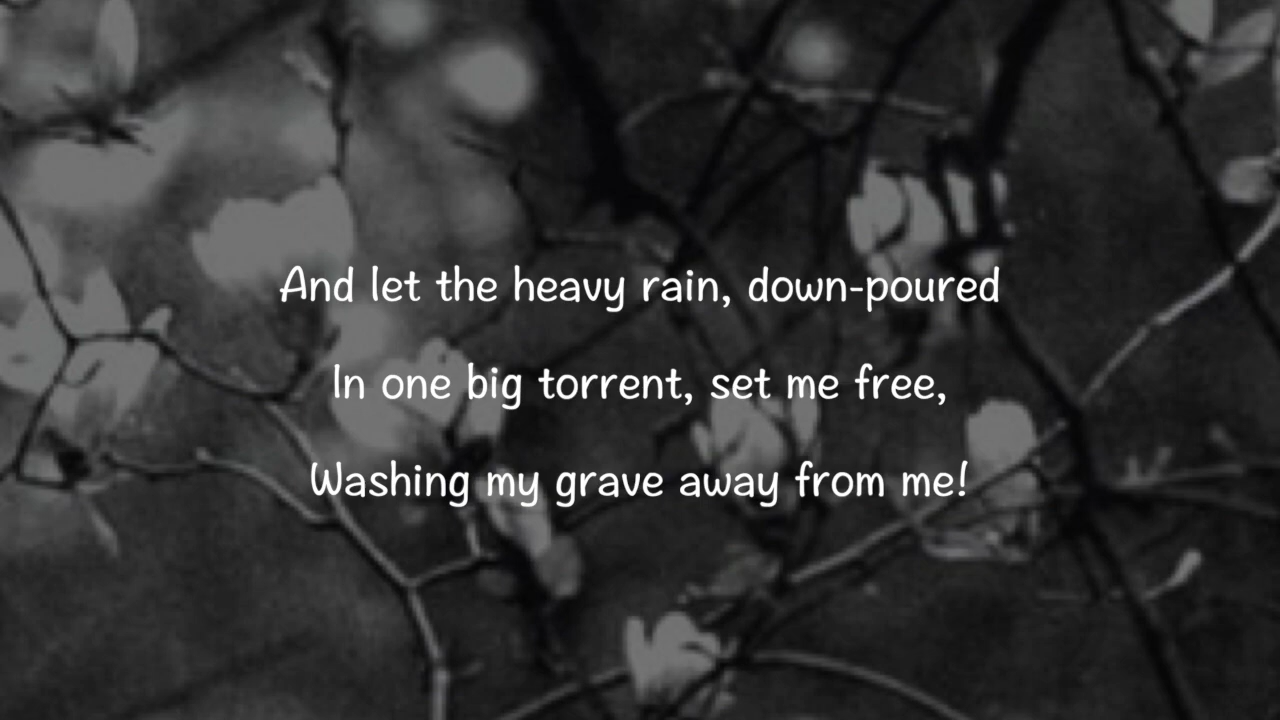 And let the heavy rain, down-poured
In one big torrent, set me free,
Washing my grave away from me!